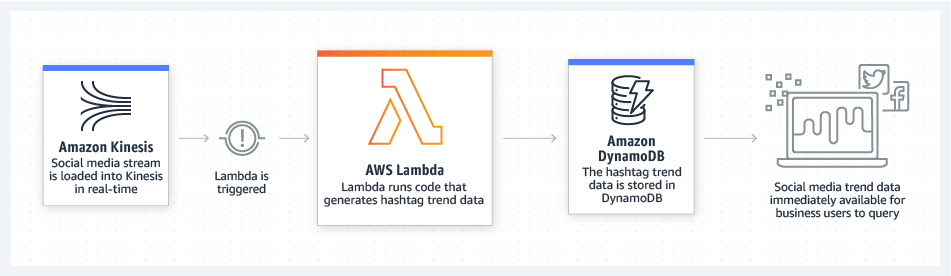 Amazon Kinesis
Social media stream
is loaded into Kinesis
in real-time
Lambda is
triggered
AWS Lambda
Lambda runs code that
generates hashtag trend data
Amazon
DynamoDB
The hashtag trend
data is stored in
DynamoDB
Social media trend data
immediately available for
business users to query